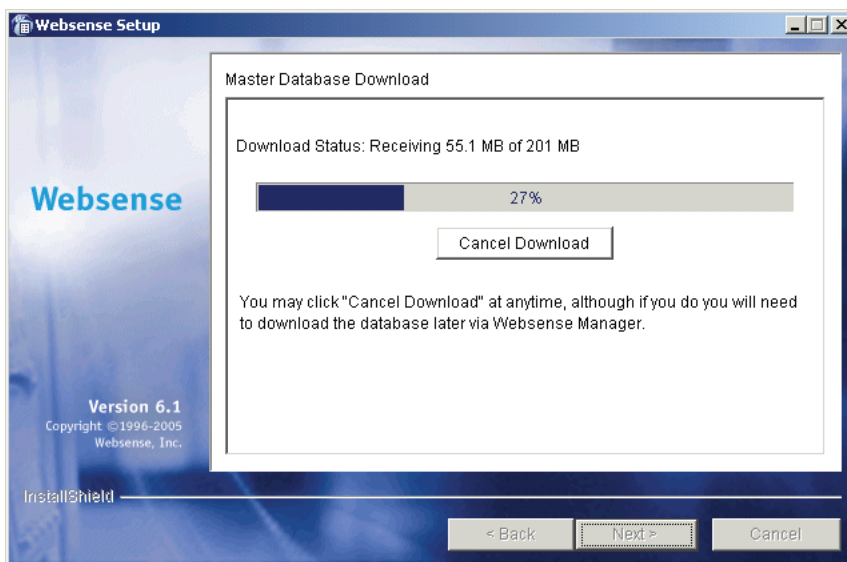 Websense Setup
Master Database Download
Download Status: Receiving 55.1 MB of 201 MB
27%
Cancel Download
You may click "Cancel Download" at anytime, although if you do you will need
to download the database later via Websense Manager.
Websense
Version 6.1
Copyright ©1996-2005
Websense, Inc.
InstallShield
< Back
Next >
Cancel